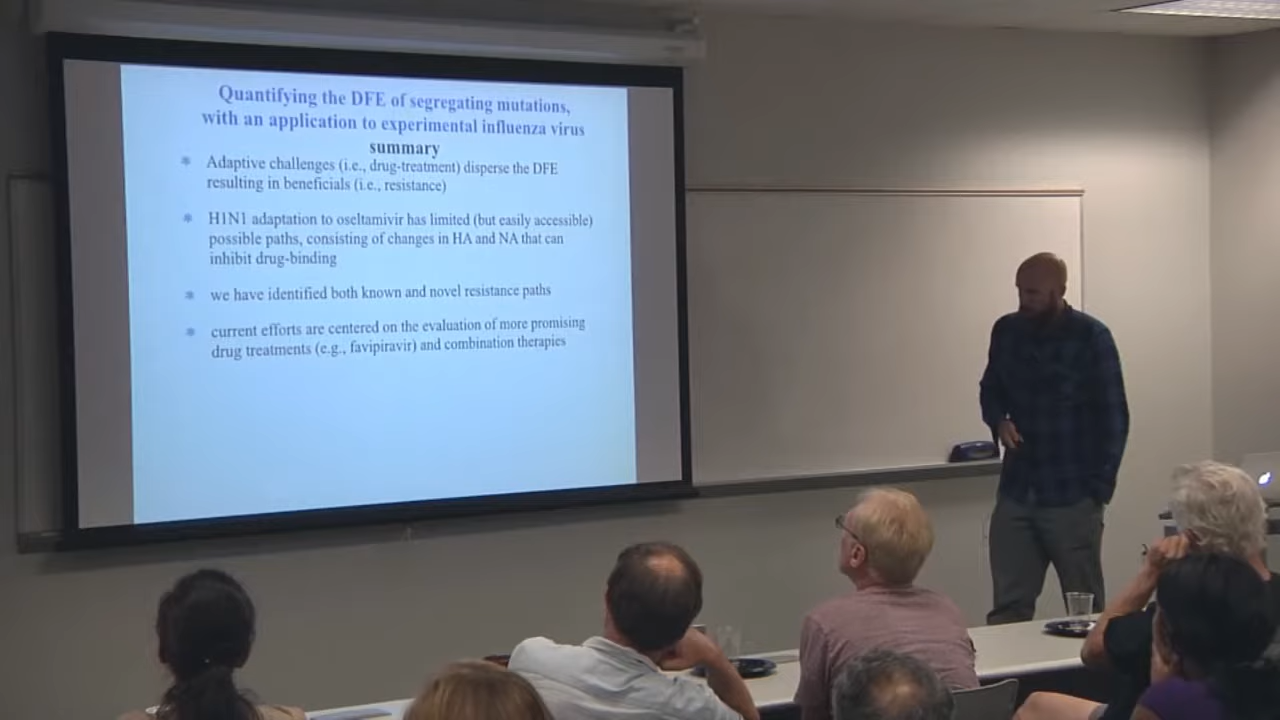 Quantifying the DFE of segregating mutations,
with an application to experimental influenza virus
summary
Adaptive challenges (i.e., drug-treatment) disperse the DFE
resulting in beneficials (i.e., resistance)
H1N1 adaptation to oseltamivir has limited (but easily accessible)
possible paths, consisting of changes in HA and NA that can
inhibit drug-binding
we have identified both known and novel resistance paths
current efforts are centered on the evaluation of more promising
drug treatments (e.g., favipiravir) and combination therapies